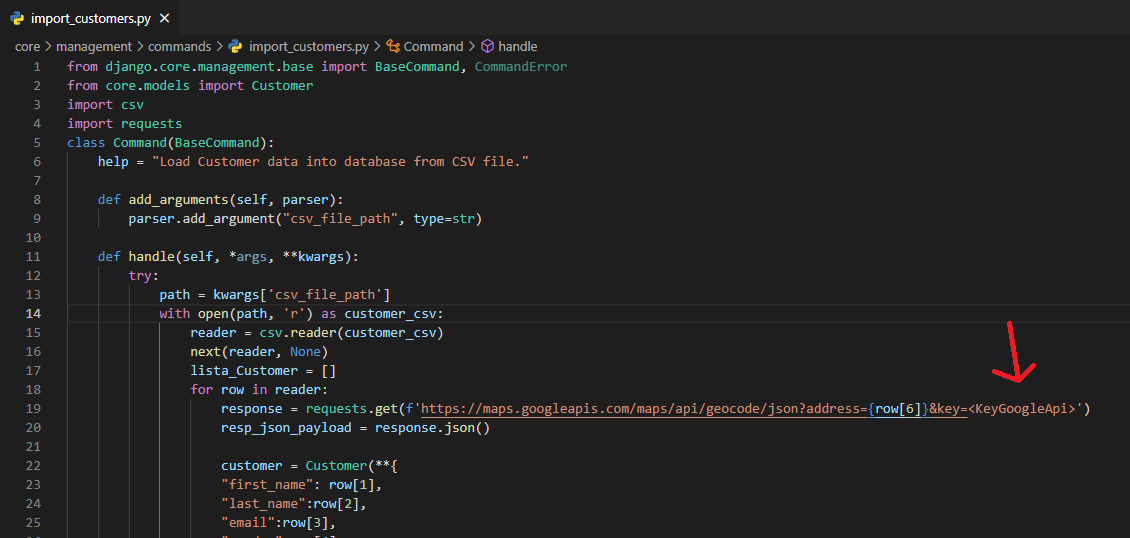 import_customers.py ×
core > management > commands > import_customers.py > Command > handle
1 from django.core.management.base import BaseCommand, CommandError
2 from core.models import Customer
3 import csv
4 import requests
5 class Command(BaseCommand):
6 help = "Load Customer data into database from CSV file."
7
8 def add_arguments(self, parser):
9 parser.add_argument("csv_file_path", type=str)
10
11 def handle(self, *args, **kwargs):
12 try:
13 path = kwargs['csv_file_path']
14 with open(path, 'r') as customer_csv:
15 reader = csv.reader(customer_csv)
16 next(reader, None)
17 lista_Customer = []
18 for row in reader:
19 response = requests.get(f'https://maps.googleapis.com/maps/api/geocode/json?address={row[6]}&key=<KeyGoogleApi>')
20 resp_json_payload = response.json()
21
22 customer = Customer(**{
23 "first_name": row[1],
24 "last_name":row[2],
25 "email":row[3],